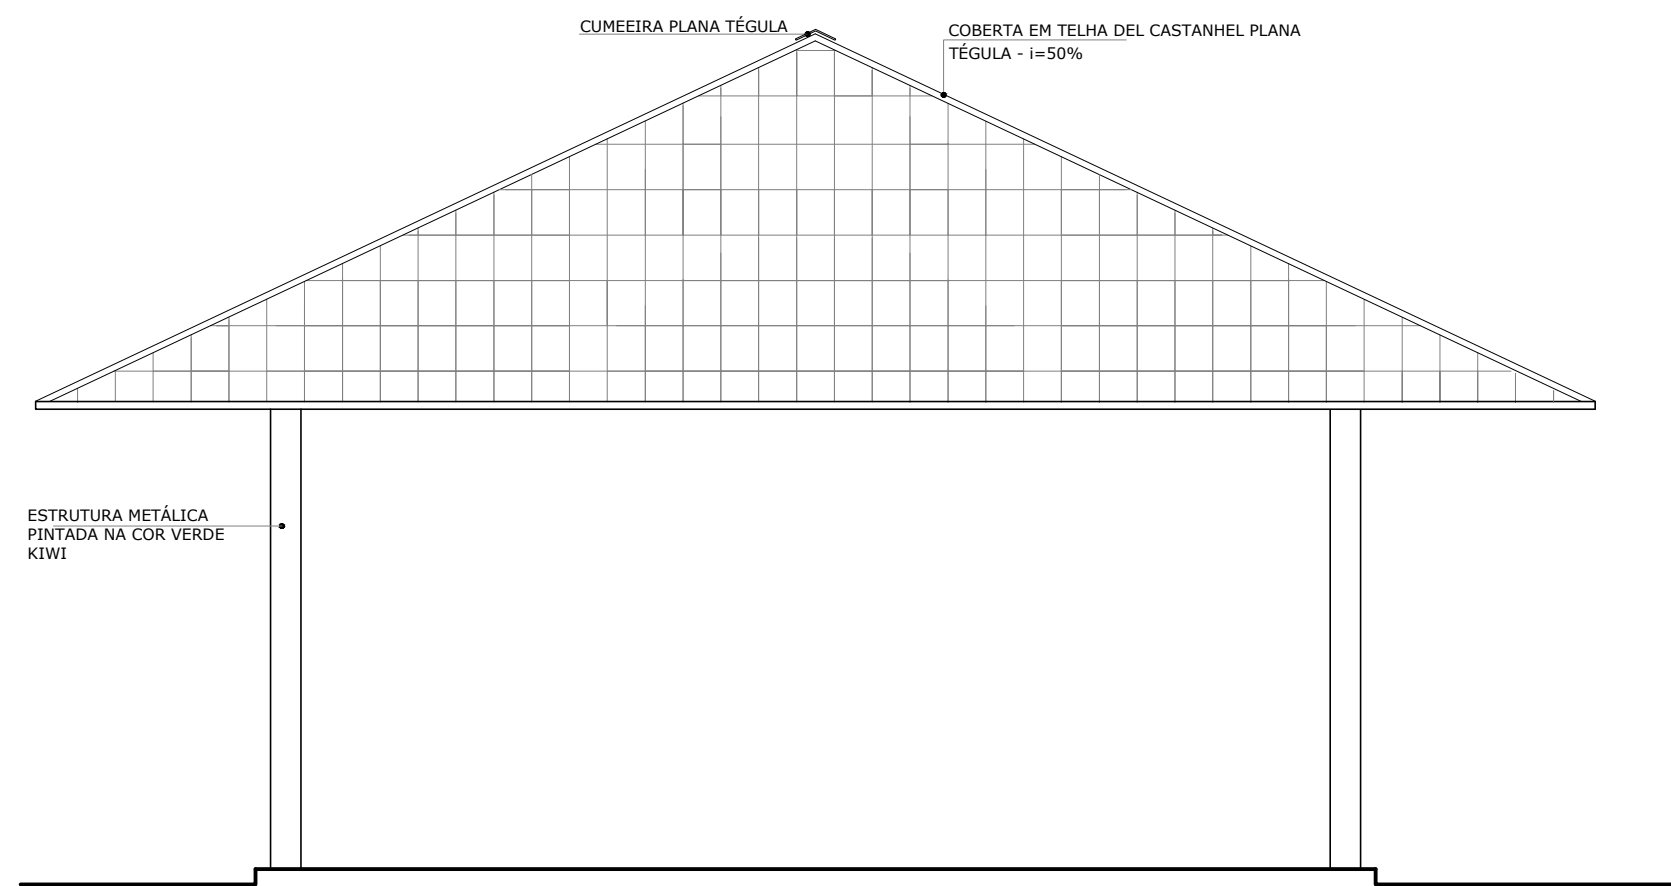 CUMEEIRA PLANA TÉGULA
COBERTA EM TELHA DEL CASTANHEL PLANA
TÉGULA - i=50%
ESTRUTURA METÁLICA
PINTADA NA COR VERDE
KIWI